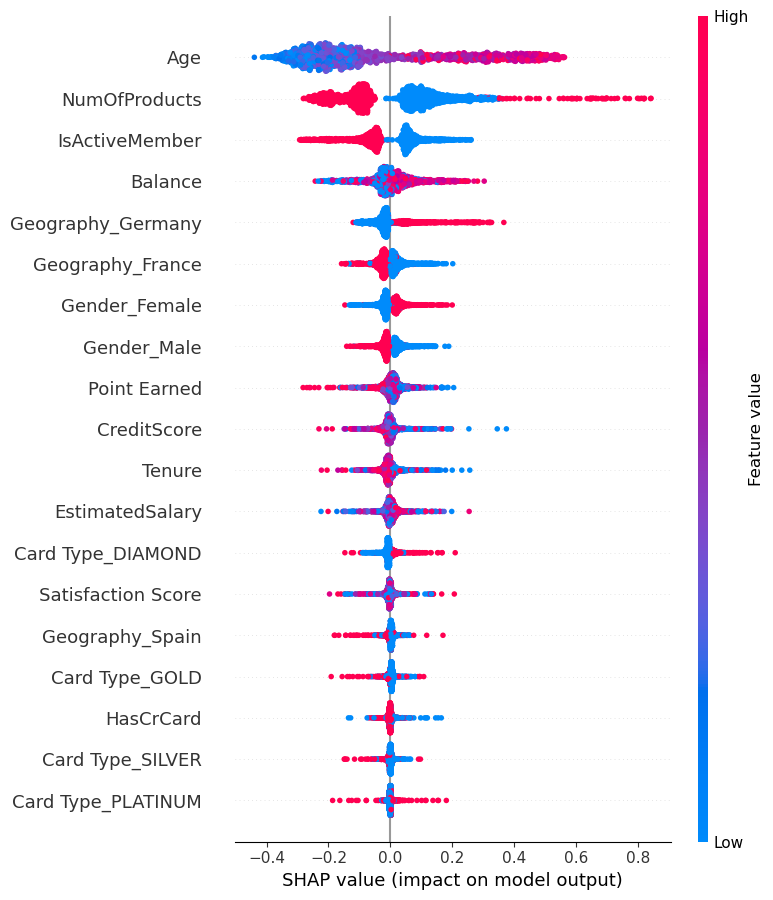 High
Age
NumOfProducts
IsActiveMember
Balance
Geography_Germany
Geography_France
Gender_Female
Gender_Male
Point Earned
CreditScore
Tenure
EstimatedSalary
Card Type_DIAMOND
Satisfaction Score
Geography_Spain
Card Type_GOLD
HasCrCard
Card Type_SILVER
Card Type_PLATINUM
Feature value
Low
−0.4 −0.2 0.0 0.2 0.4 0.6 0.8
SHAP value (impact on model output)